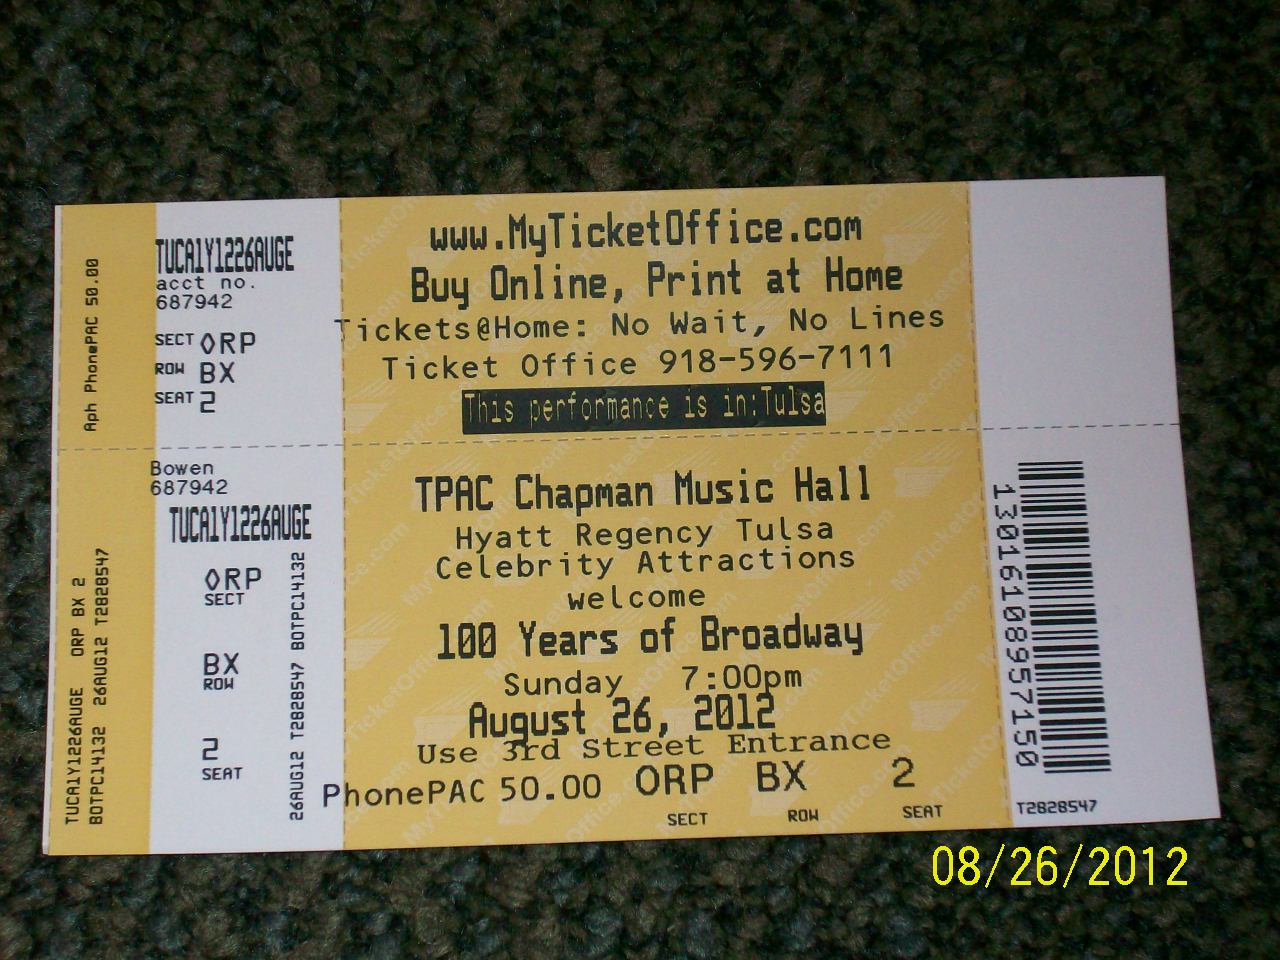 Aph PhonePAC 50.00
TUCA1Y1226AUGE
acct no.
687942
SECT ORP
ROW BX
SEAT 2
www.MyTicketOffice.com
Buy Online, Print at Home
Tickets@Home: No Wait, No Lines
Ticket Office 918-596-7111
This performance is in:Tulsa
TUCA1Y1226AUGE ORP BX 2
BOTPC14132 26AUG12 T2828547
Bowen
687942
TUCA1Y1226AUGE
ORP
SECT
BX
ROW
2
SEAT
26AUG12 T2828547 BOTPC14132
TPAC Chapman Music Hall
Hyatt Regency Tulsa
Celebrity Attractions
welcome
100 Years of Broadway
Sunday 7:00pm
August 26, 2012
Use 3rd Street Entrance
PhonePAC 50.00 ORP BX 2
SECT ROW SEAT
13016108957150
T2828547
08/26/2012